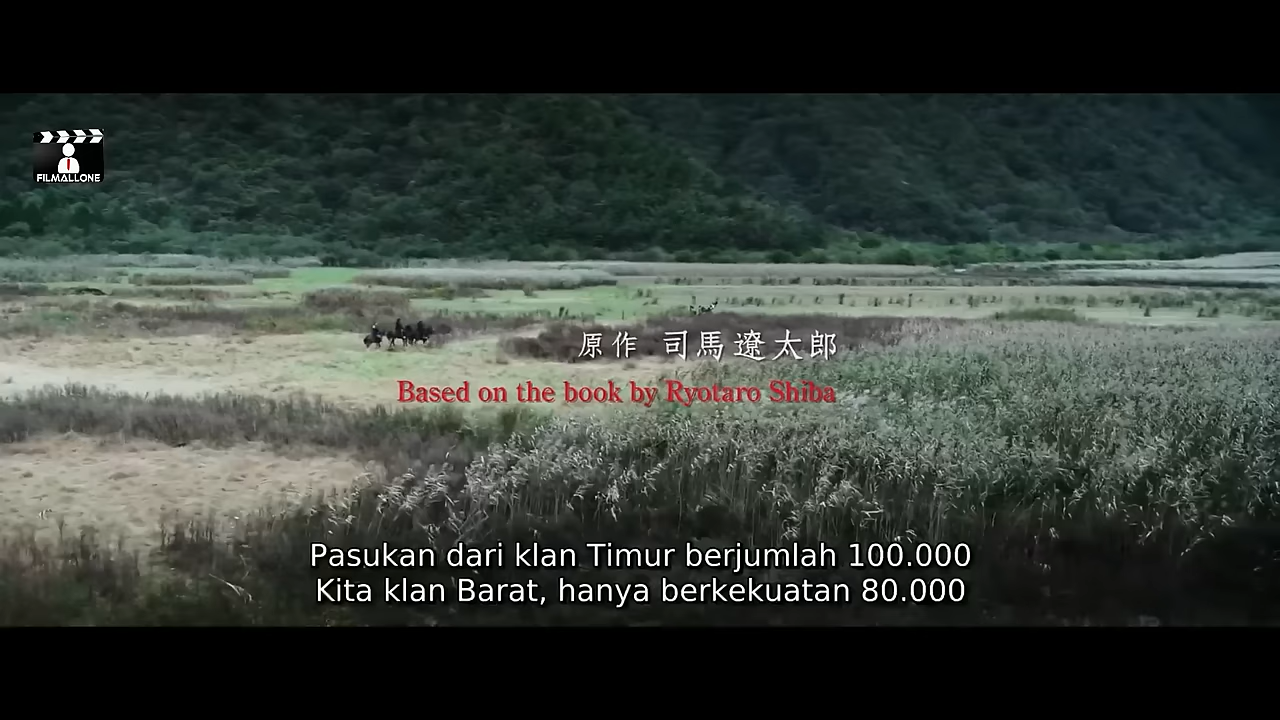 FILMALLONE
原作 司馬遼太郎
Based on the book by Ryotaro Shiba
Pasukan dari klan Timur berjumlah 100.000
Kita klan Barat, hanya berkekuatan 80.000